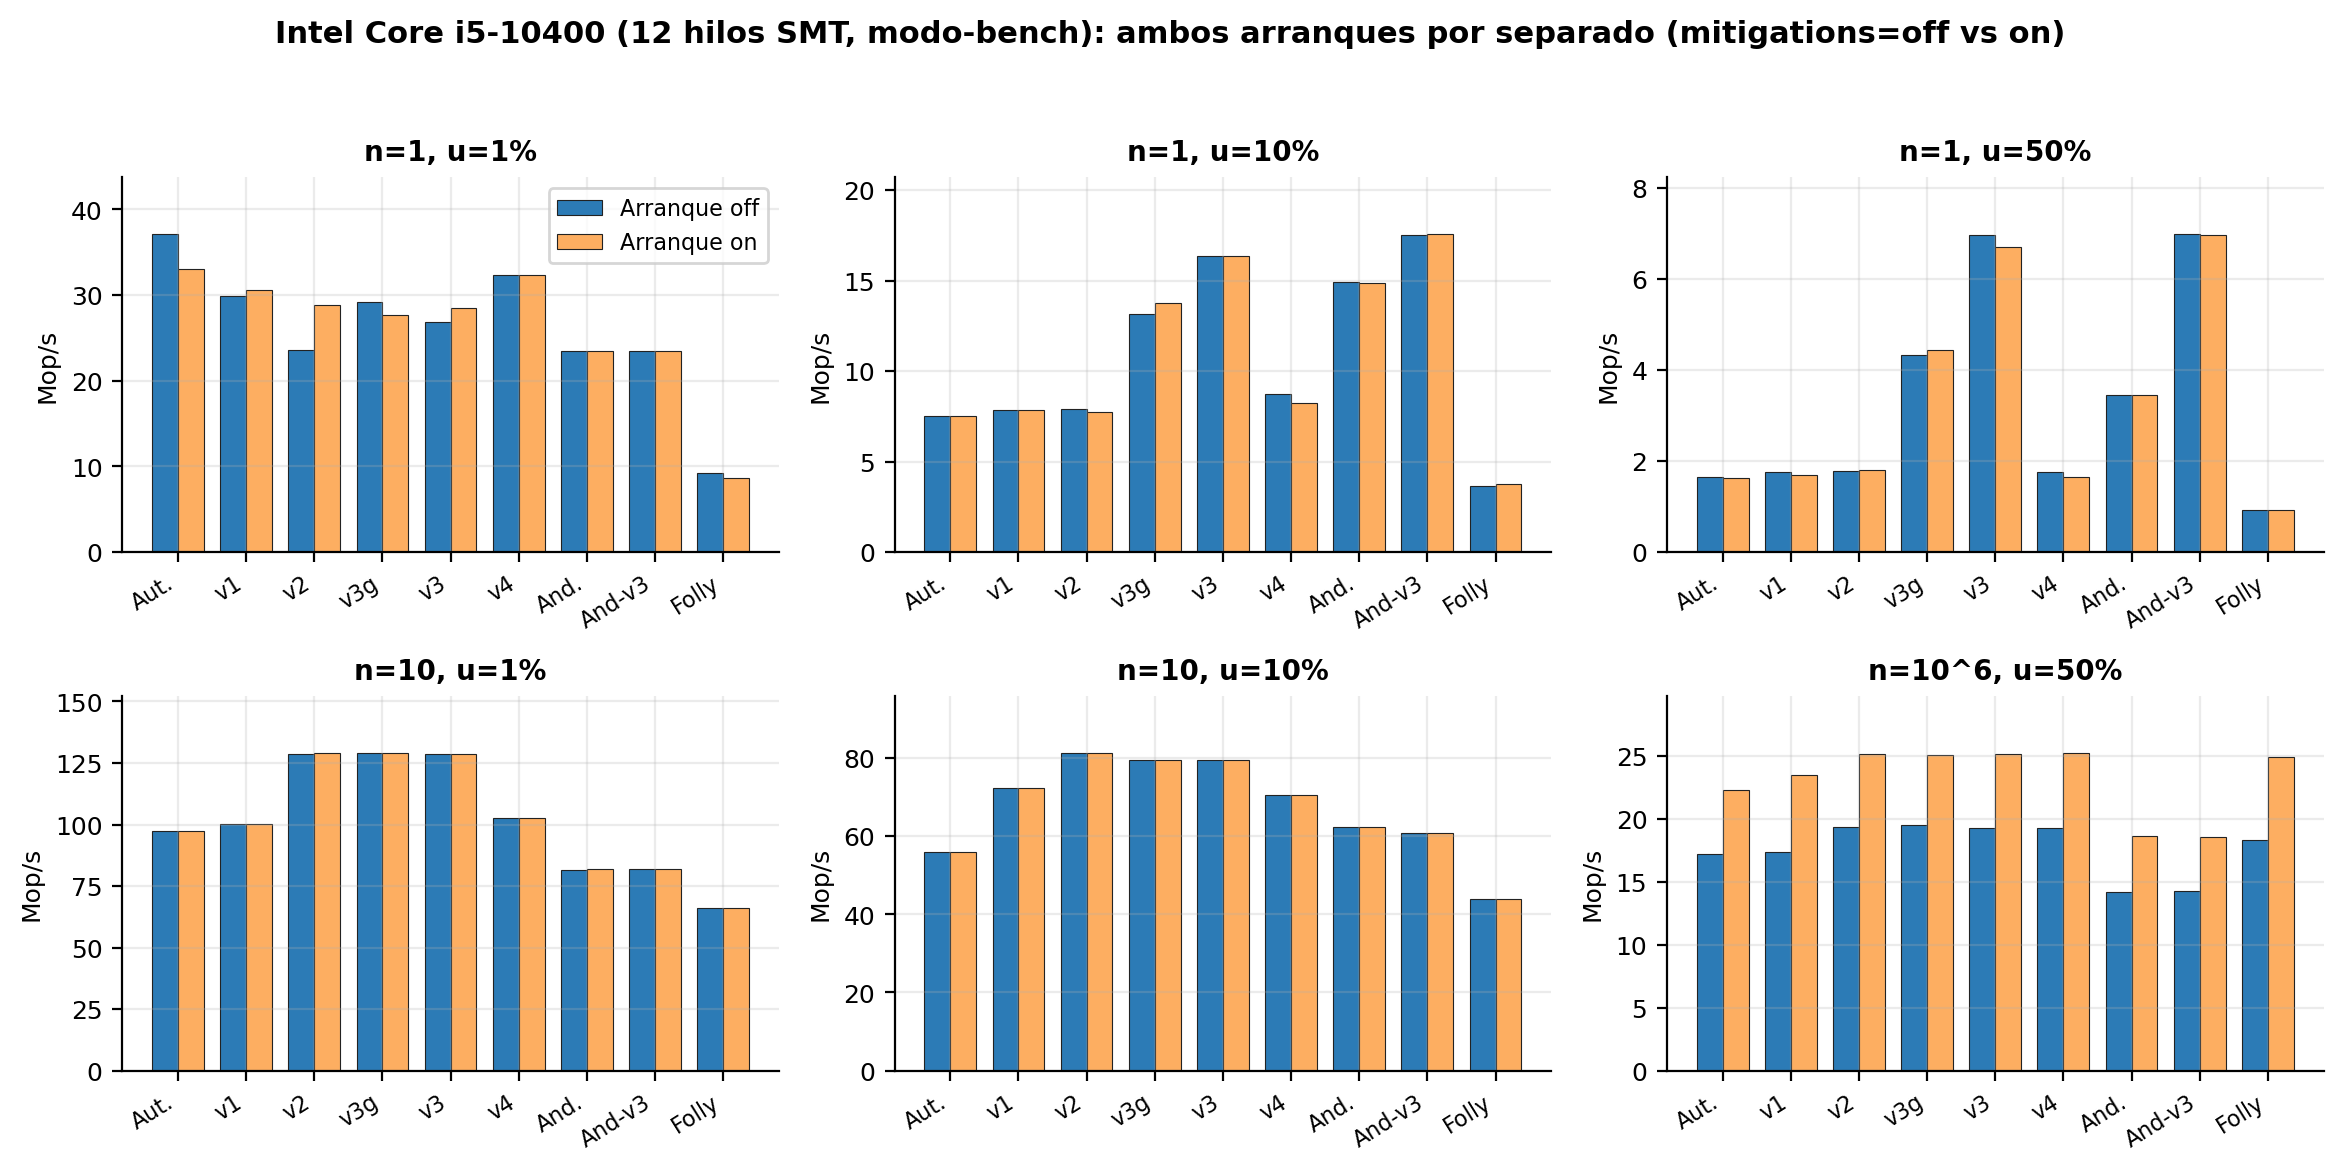 Intel Core i5-10400 (12 hilos SMT, modo-bench): ambos arranques por separado (mitigations=off vs on)
n=1, u=1%
Mop/s
40
30
20
10
0
Arranque off
Arranque on
Aut. v1 v2 v3g v3 v4 And. And-v3 Folly
n=1, u=10%
Mop/s
20
15
10
5
0
Aut. v1 v2 v3g v3 v4 And. And-v3 Folly
n=1, u=50%
Mop/s
8
6
4
2
0
Aut. v1 v2 v3g v3 v4 And. And-v3 Folly
n=10, u=1%
Mop/s
150
125
100
75
50
25
0
Aut. v1 v2 v3g v3 v4 And. And-v3 Folly
n=10, u=10%
Mop/s
80
60
40
20
0
Aut. v1 v2 v3g v3 v4 And. And-v3 Folly
n=10^6, u=50%
Mop/s
25
20
15
10
5
0
Aut. v1 v2 v3g v3 v4 And. And-v3 Folly